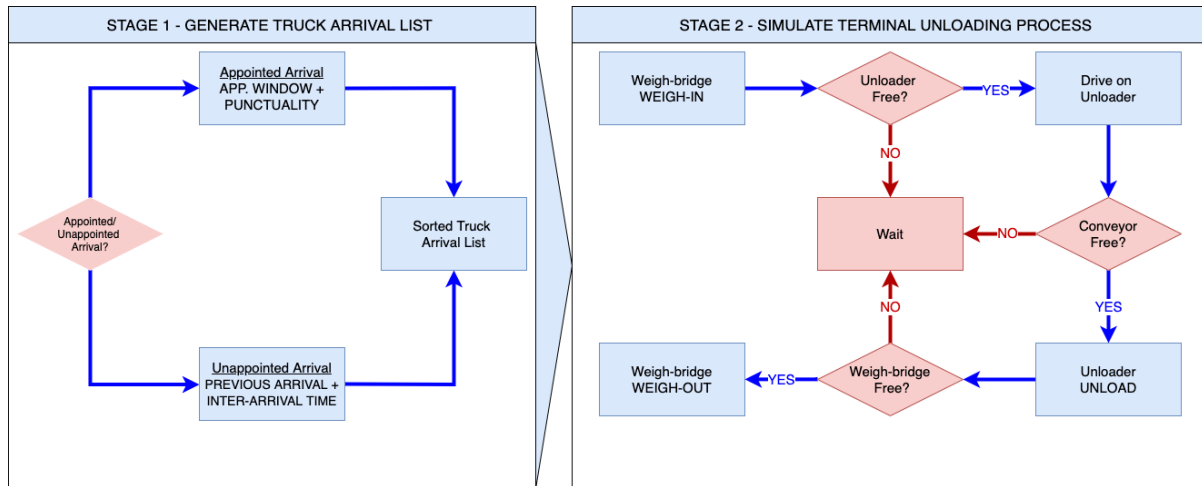 STAGE 1 - GENERATE TRUCK ARRIVAL LIST
Appointed Arrival
APP. WINDOW +
PUNCTUALITY
Appointed/
Unappointed
Arrival?
Sorted Truck
Arrival List
Unappointed Arrival
PREVIOUS ARRIVAL +
INTER-ARRIVAL TIME
STAGE 2 - SIMULATE TERMINAL UNLOADING PROCESS
Weigh-bridge
WEIGH-IN
Unloader
Free?
YES
Drive on
Unloader
NO
Wait
NO
Conveyor
Free?
NO
YES
Weigh-bridge
WEIGH-OUT
YES
Weigh-bridge
Free?
Unloader
UNLOAD